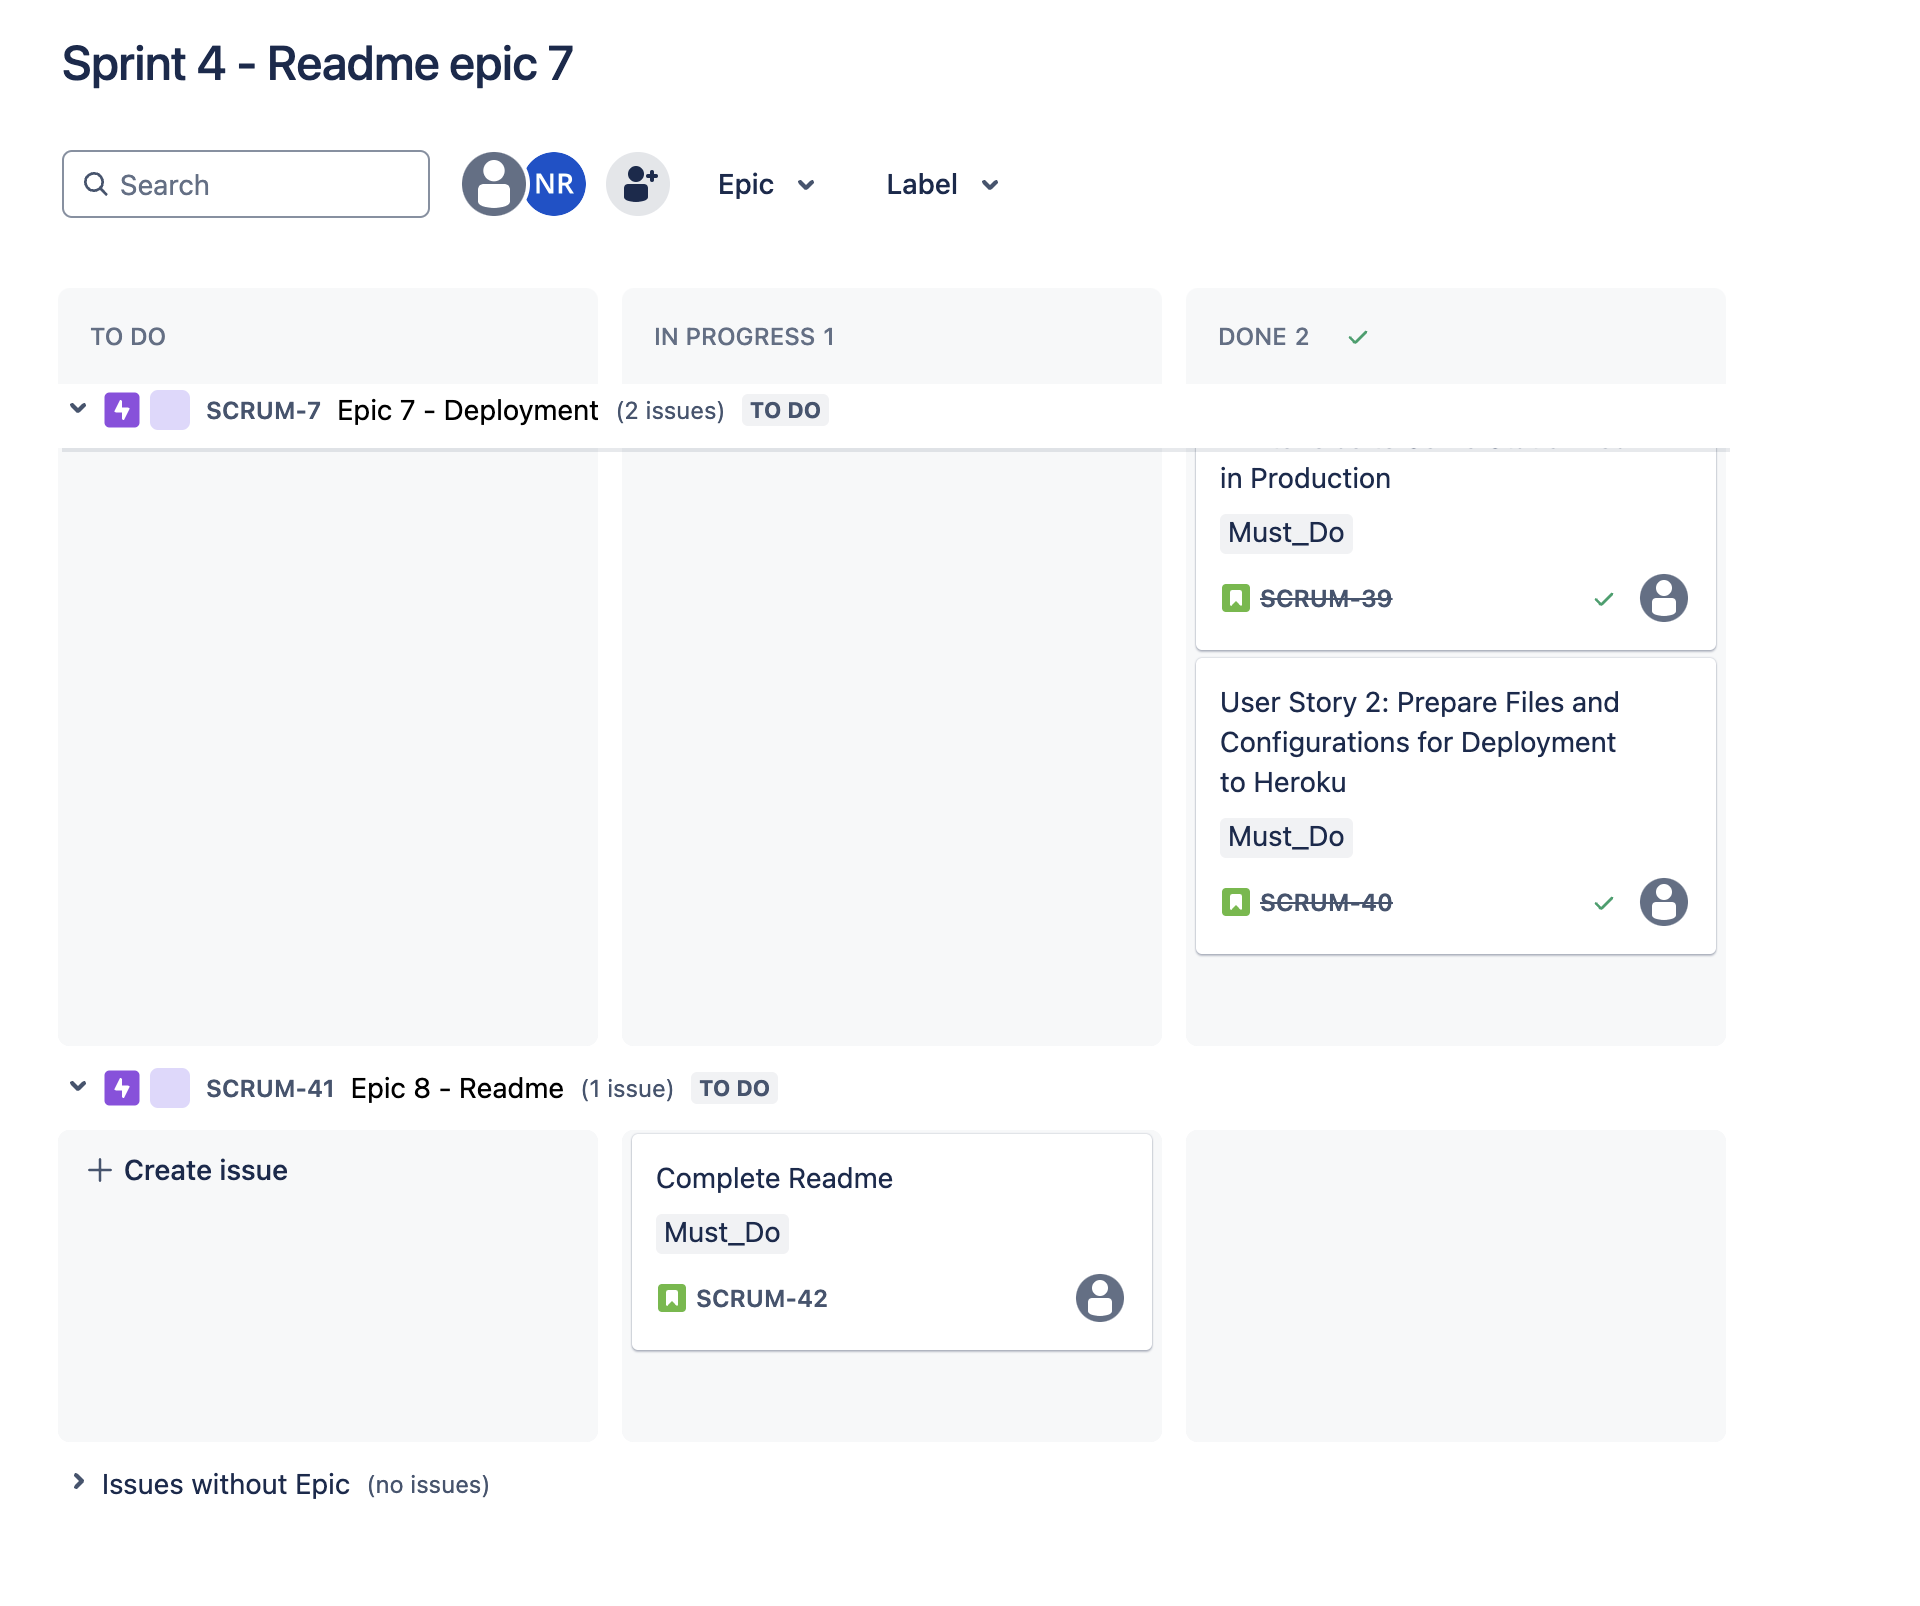 Sprint 4 - Readme epic 7
Search
NR
Epic
Label
TO DO
IN PROGRESS 1
DONE 2
SCRUM-7 Epic 7 - Deployment (2 issues) TO DO
in Production
Must_Do
SCRUM-39
User Story 2: Prepare Files and
Configurations for Deployment
to Heroku
Must_Do
SCRUM-40
SCRUM-41 Epic 8 - Readme (1 issue) TO DO
+ Create issue
Complete Readme
Must_Do
SCRUM-42
Issues without Epic (no issues)